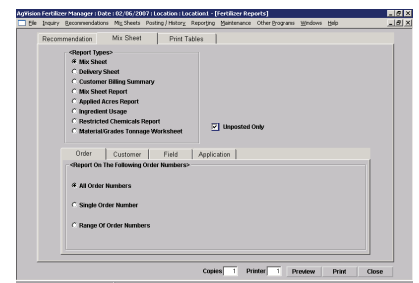 AgVision Fertilizer Manager : Date : 02/06/2007 : Location : Location1 - [Fertilizer Reports]
File Inquiry Recommendations Mix Sheets Posting / History Reporting Maintenance Other Programs Windows Help
Recommendation Mix Sheet Print Tables
<Report Types>
Mix Sheet
Delivery Sheet
Customer Billing Summary
Mix Sheet Report
Applied Acres Report
Ingredient Usage
Restricted Chemicals Report
Material/Grades Tonnage Worksheet
Unposted Only
Order Customer Field Application
<Report On The Following Order Numbers>
All Order Numbers
Single Order Number
Range Of Order Numbers
Copies 1 Printer 1 Preview Print Close